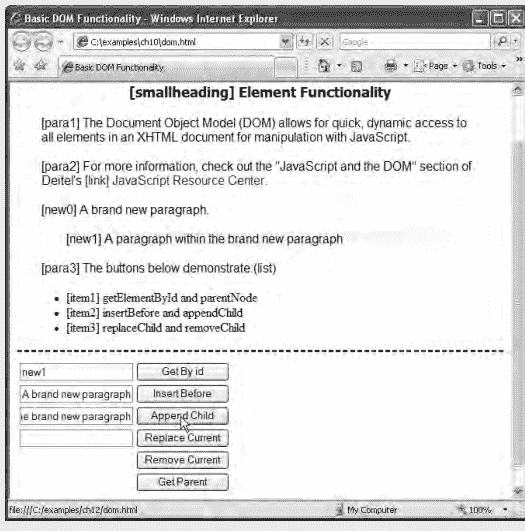 Basic DOM Functionality - Windows Internet Explorer
C:\examples\ch10\dom.html
Google
Basic DOM Functionality
Page
Tools
[smallheading] Element Functionality
[para1] The Document Object Model (DOM) allows for quick, dynamic access to
all elements in an XHTML document for manipulation with JavaScript.
[para2] For more information, check out the "JavaScript and the DOM" section of
Deitel's [link] JavaScript Resource Center.
[new0] A brand new paragraph.
[new1] A paragraph within the brand new paragraph
[para3] The buttons below demonstrate:(list)
[item1] getElementById and parentNode
[item2] insertBefore and appendChild
[item3] replaceChild and removeChild
new1 Get By id
A brand new paragraph Insert Before
e brand new paragraph Append Child
Replace Current
Remove Current
Get Parent
file:///C:/examples/ch12/dom.html My Computer 100%